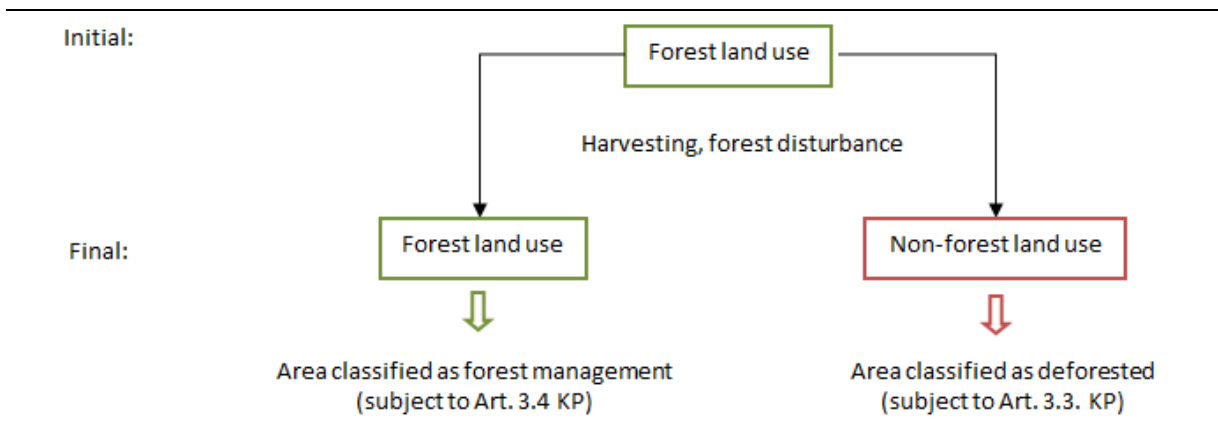 Initial:
Forest land use
Harvesting, forest disturbance
Final:
Forest land use
Non-forest land use
Area classified as forest management
(subject to Art. 3.4 KP)
Area classified as deforested
(subject to Art. 3.3. KP)